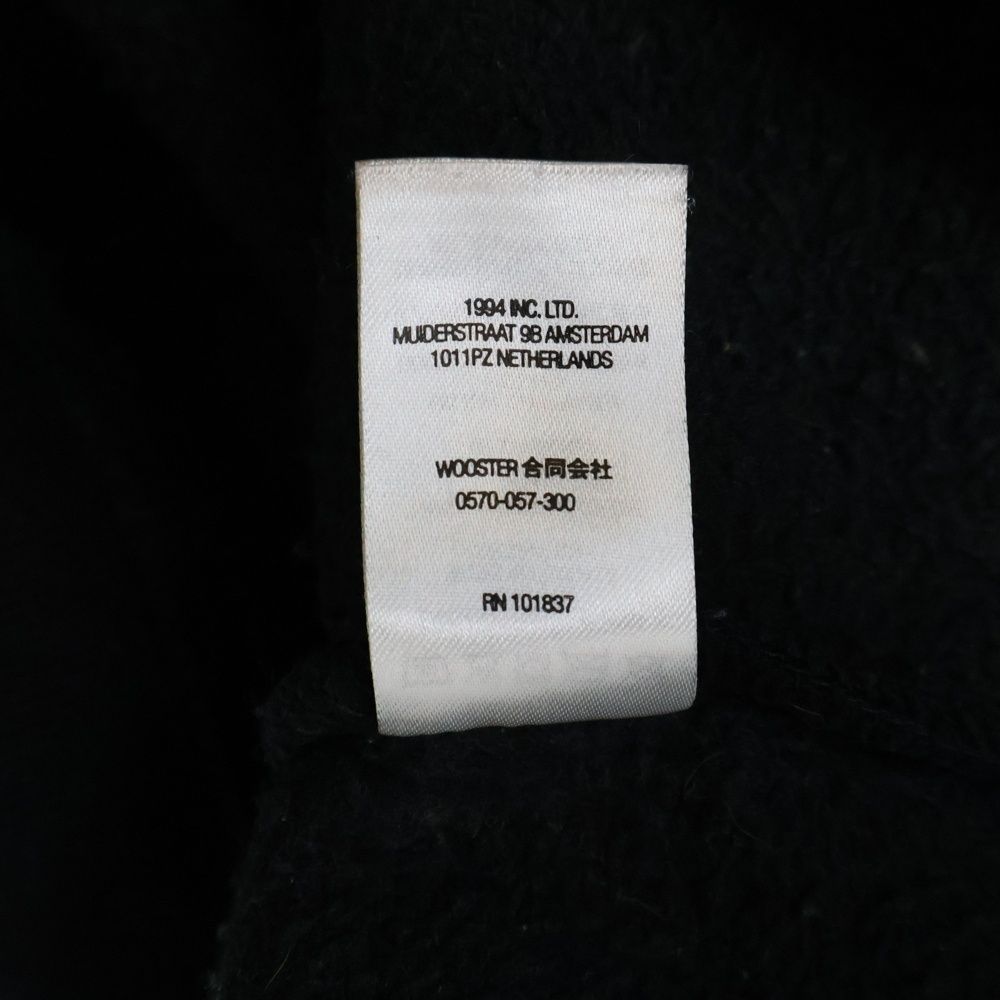 1994 INC. LTD.
MUIDERSTRAAT 9B AMSTERDAM
1011PZ NETHERLANDS
WOOSTER 合同会社
0570-057-300
RN 101837